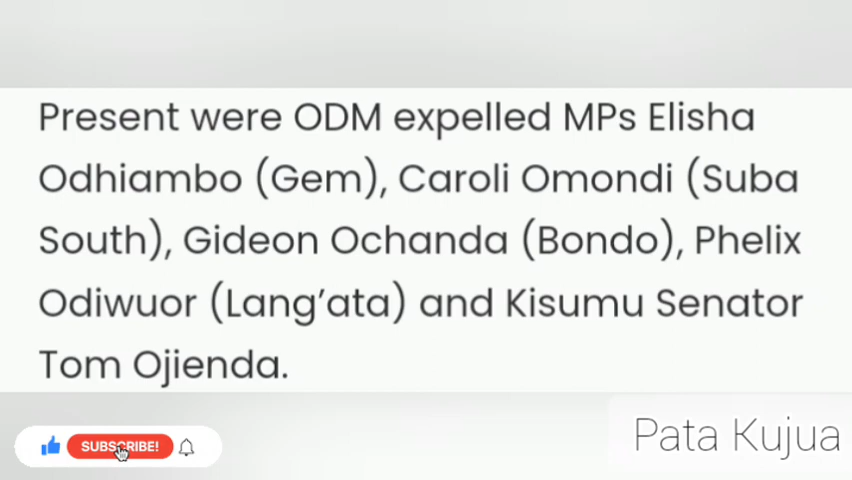 Present were ODM expelled MPs Elisha
Odhiambo (Gem), Caroli Omondi (Suba
South), Gideon Ochanda (Bondo), Phelix
Odiwuor (Lang’ata) and Kisumu Senator
Tom Ojienda.
SUBSCRIBE!
Pata Kujua